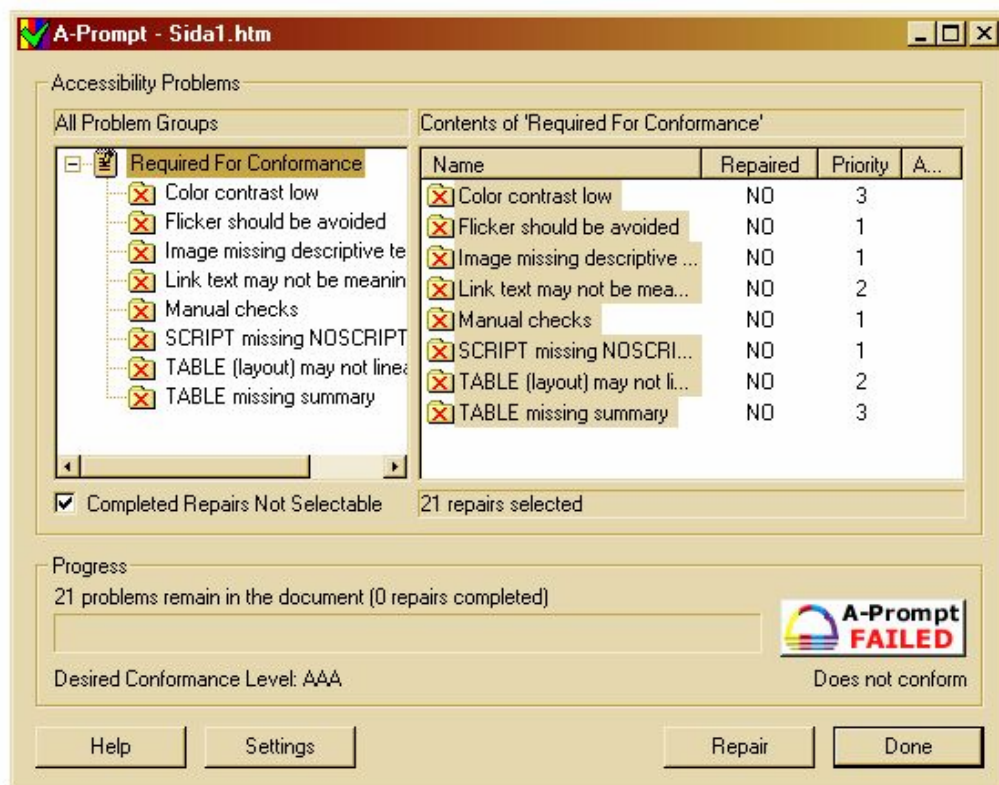 A-Prompt - Sida1.htm
Accessibility Problems
All Problem Groups
Required For Conformance
Color contrast low
Flicker should be avoided
Image missing descriptive te
Link text may not be meanin
Manual checks
SCRIPT missing NOSCRIPT
TABLE (layout) may not linea
TABLE missing summary
Completed Repairs Not Selectable
Contents of 'Required For Conformance'
Name Repaired Priority A...
Color contrast low NO 3
Flicker should be avoided NO 1
Image missing descriptive ... NO 1
Link text may not be mea... NO 2
Manual checks NO 1
SCRIPT missing NOSCRI... NO 1
TABLE (layout) may not li... NO 2
TABLE missing summary NO 3
21 repairs selected
Progress
21 problems remain in the document (0 repairs completed)
A-Prompt
FAILED
Desired Conformance Level: AAA
Does not conform
Help Settings Repair Done